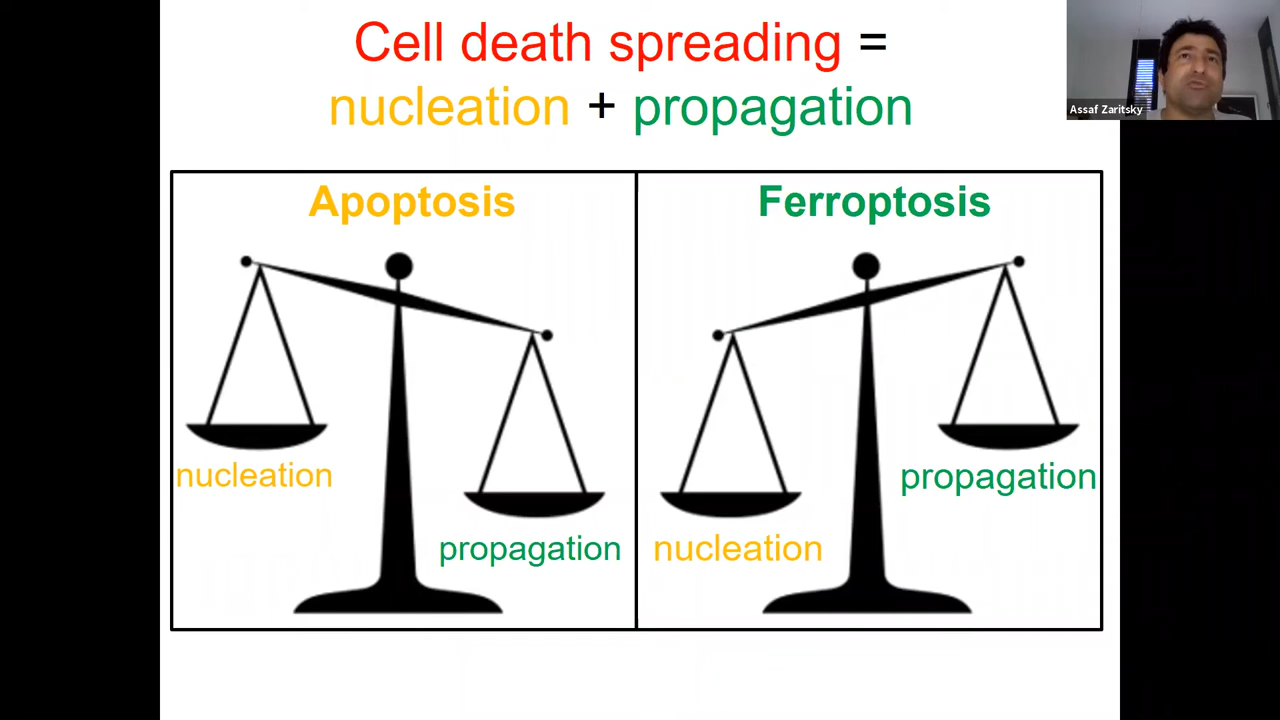 Cell death spreading =
nucleation + propagation
Assaf Zaritsky
Apoptosis
Ferroptosis
nucleation
propagation
propagation
nucleation